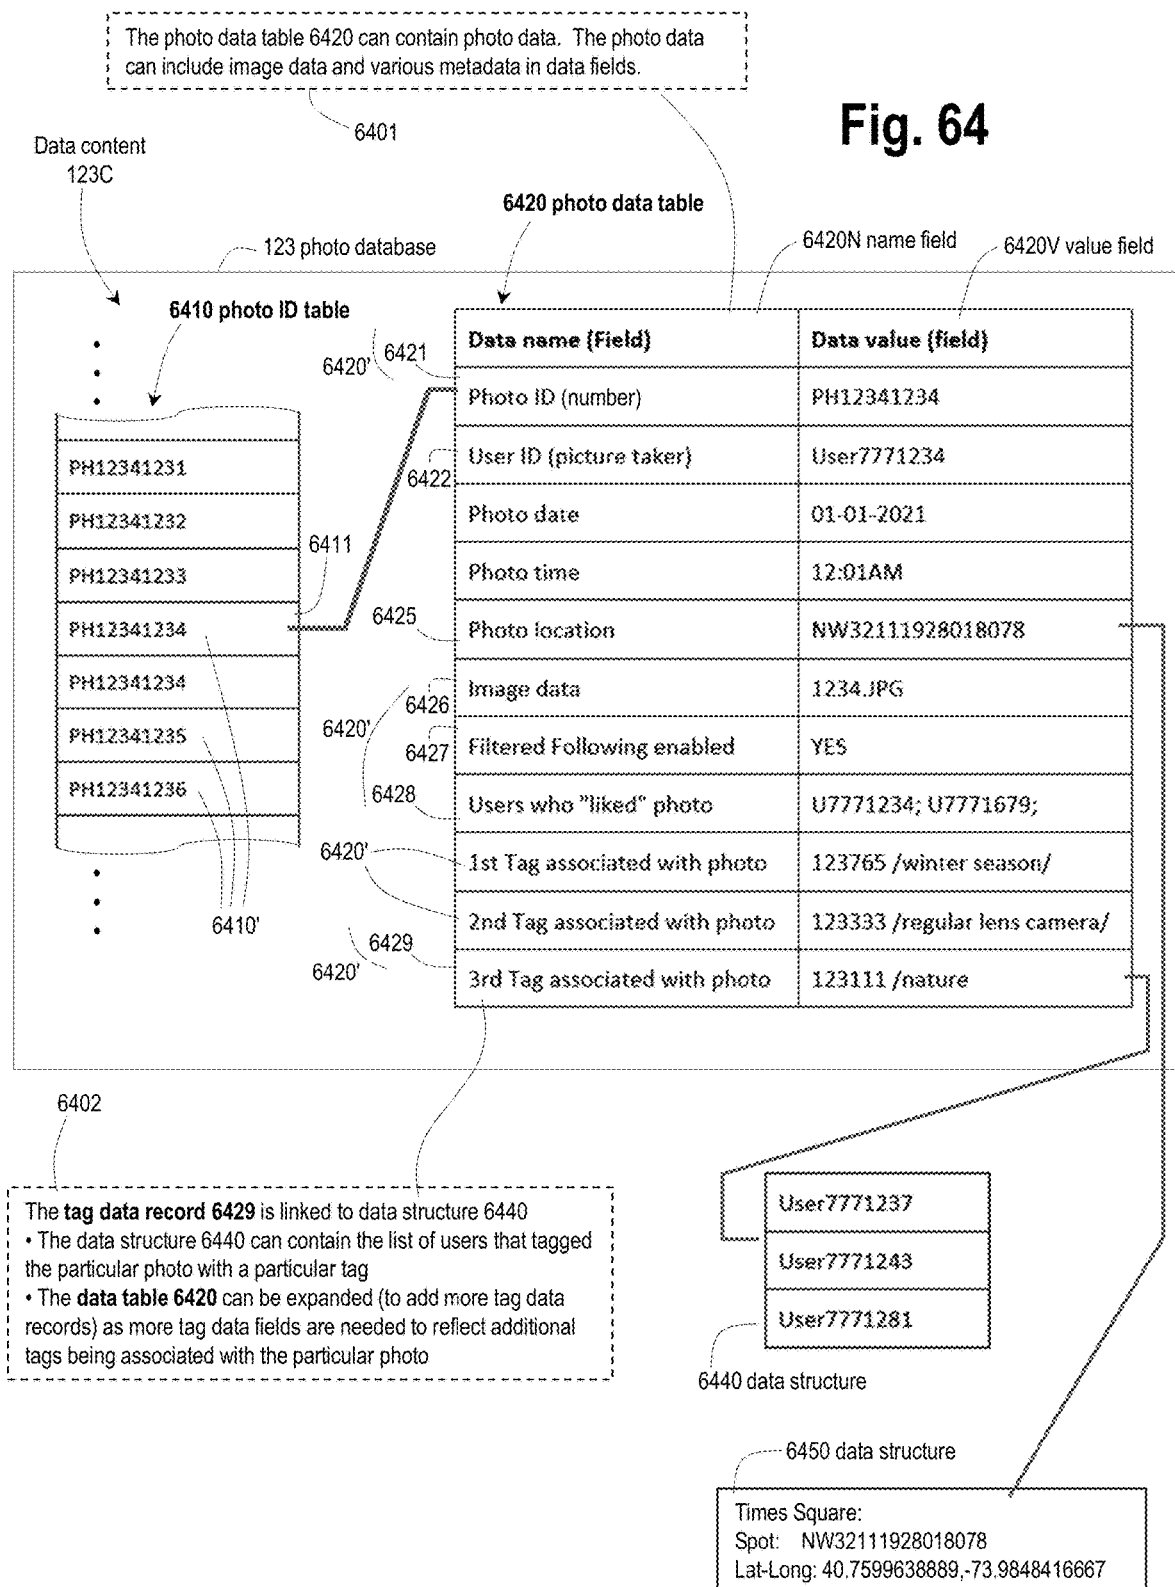 The photo data table 6420 can contain photo data. The photo data
can include image data and various metadata in data fields.
6401
Fig. 64
Data content
123C
6420 photo data table
123 photo database
6420N name field
6420V value field
6410 photo ID table
6420'
6421
Data name (Field)
Data value (field)
Photo ID (number)
PH12341234
6422
User ID (picture taker)
User7771234
Photo date
01-01-2021
Photo time
12:01AM
6425
Photo location
NW32111928018078
6426
Image data
1234.JPG
6420'
6427
Filtered Following enabled
YES
6428
Users who "liked" photo
U7771234; U7771679;
6420'
1st Tag associated with photo
123765 /winter season/
2nd Tag associated with photo
123333 /regular lens camera/
6420'
6429
3rd Tag associated with photo
123111 /nature
PH12341231
PH12341232
PH12341233
6411
PH12341234
PH12341234
PH12341235
PH12341236
6410'
6402
The tag data record 6429 is linked to data structure 6440
• The data structure 6440 can contain the list of users that tagged
the particular photo with a particular tag
• The data table 6420 can be expanded (to add more tag data
records) as more tag data fields are needed to reflect additional
tags being associated with the particular photo
User7771237
User7771243
User7771281
6440 data structure
6450 data structure
Times Square:
Spot: NW32111928018078
Lat-Long: 40.7599638889,-73.9848416667